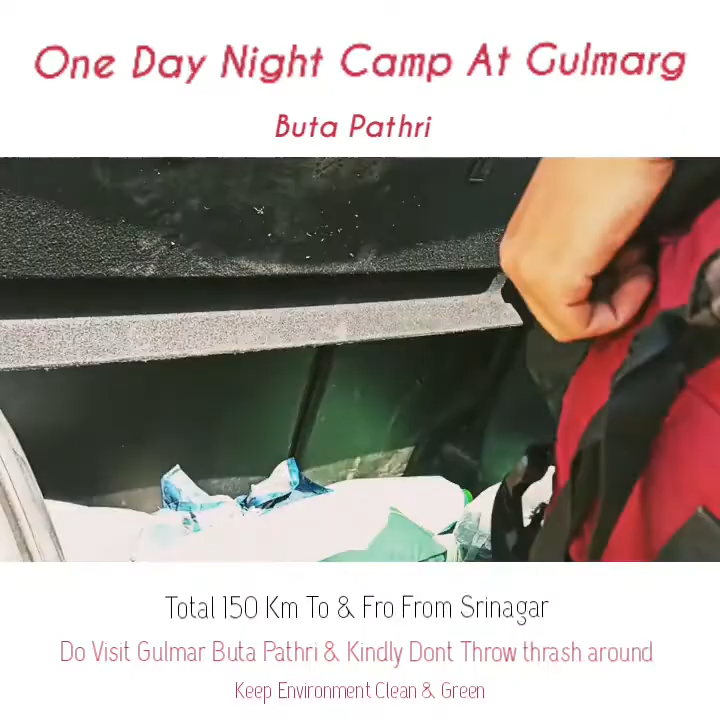 One Day Night Camp At Gulmarg
Buta Pathri
Total 150 Km To & Fro From Srinagar
Do Visit Gulmar Buta Pathri & Kindly Dont Throw thrash around
Keep Environment Clean & Green